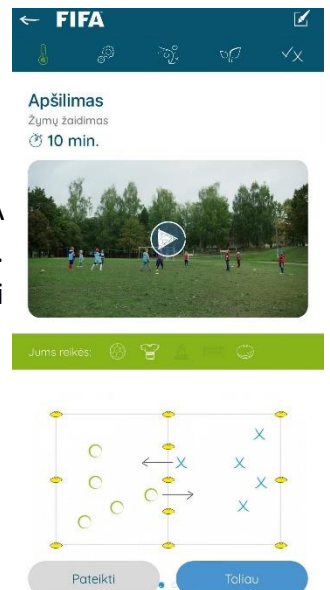 FIFA
Apšilimas
Žymų žaidimas
10 min.
Jums reikės:
Pateikti
Toliau